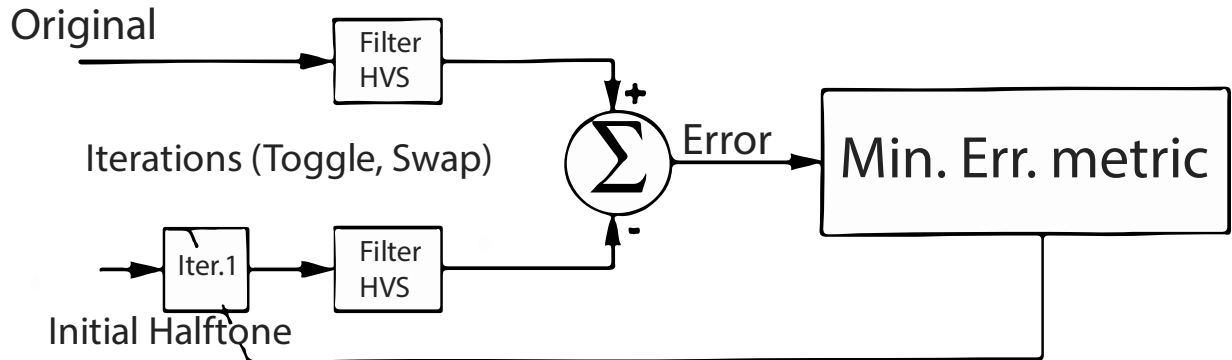 Original
Filter
HVS
+
Σ
Error
Min. Err. metric
Iterations (Toggle, Swap)
-
Iter.1
Filter
HVS
Initial Halftone